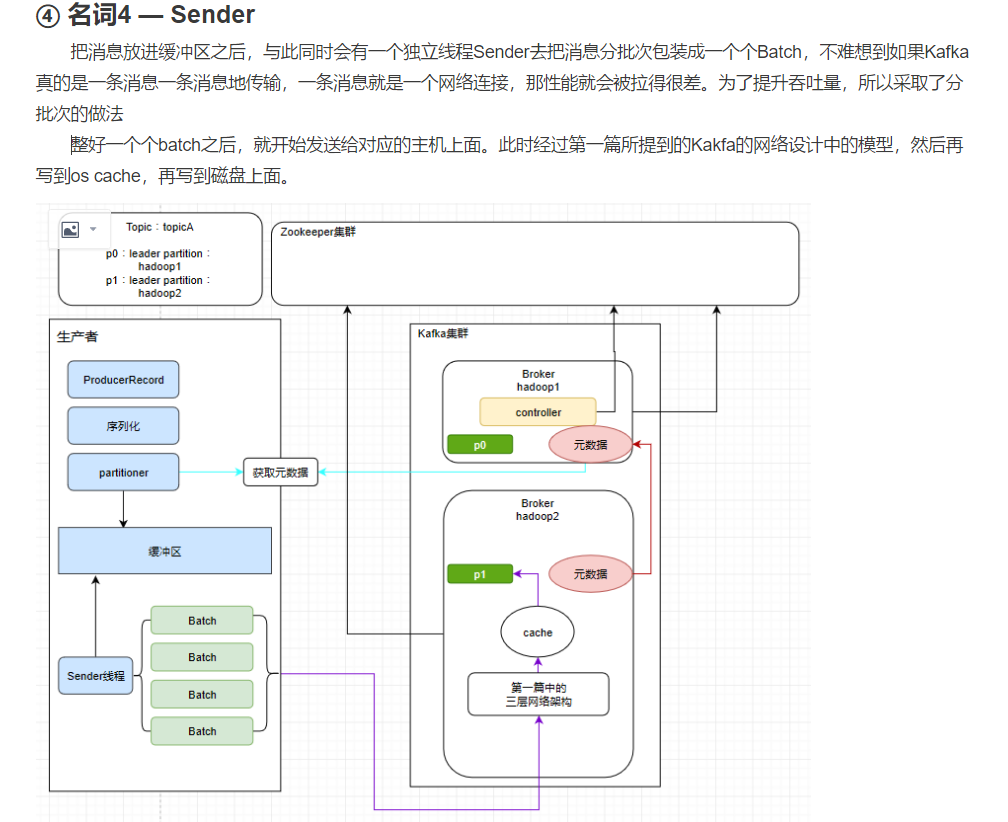 ④ 名词4 — Sender
把消息放进缓冲区之后，与此同时会有一个独立线程Sender去把消息分批次包装成一个个Batch，不难想到如果Kafka
真的是一条消息一条消息地传输，一条消息就是一个网络连接，那性能就会被拉得很差。为了提升吞吐量，所以采取了分
批次的做法
整好一个个batch之后，就开始发送给对应的主机上面。此时经过第一篇所提到的Kakfa的网络设计中的模型，然后再
写到os cache，再写到磁盘上面。
Topic：topicA
p0：leader partition：
hadoop1
p1：leader partition：
hadoop2
Zookeeper集群
生产者
ProducerRecord
序列化
partitioner
获取元数据
缓冲区
Sender线程
Batch
Batch
Batch
Batch
Kafka集群
Broker
hadoop1
controller
p0
元数据
Broker
hadoop2
p1
元数据
cache
第一篇中的
三层网络架构